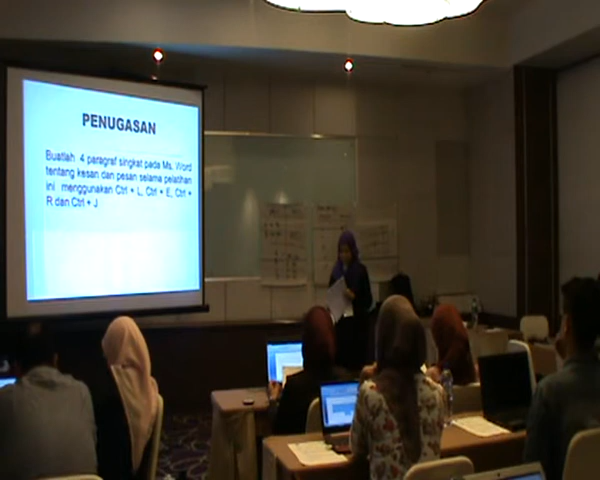 PENUGASAN
Buatlah 4 paragraf singkat pada Ms. Word
tentang kesan dan pesan selama pelatihan
ini menggunakan Ctrl + L, Ctrl + E, Ctrl +
R dan Ctrl + J